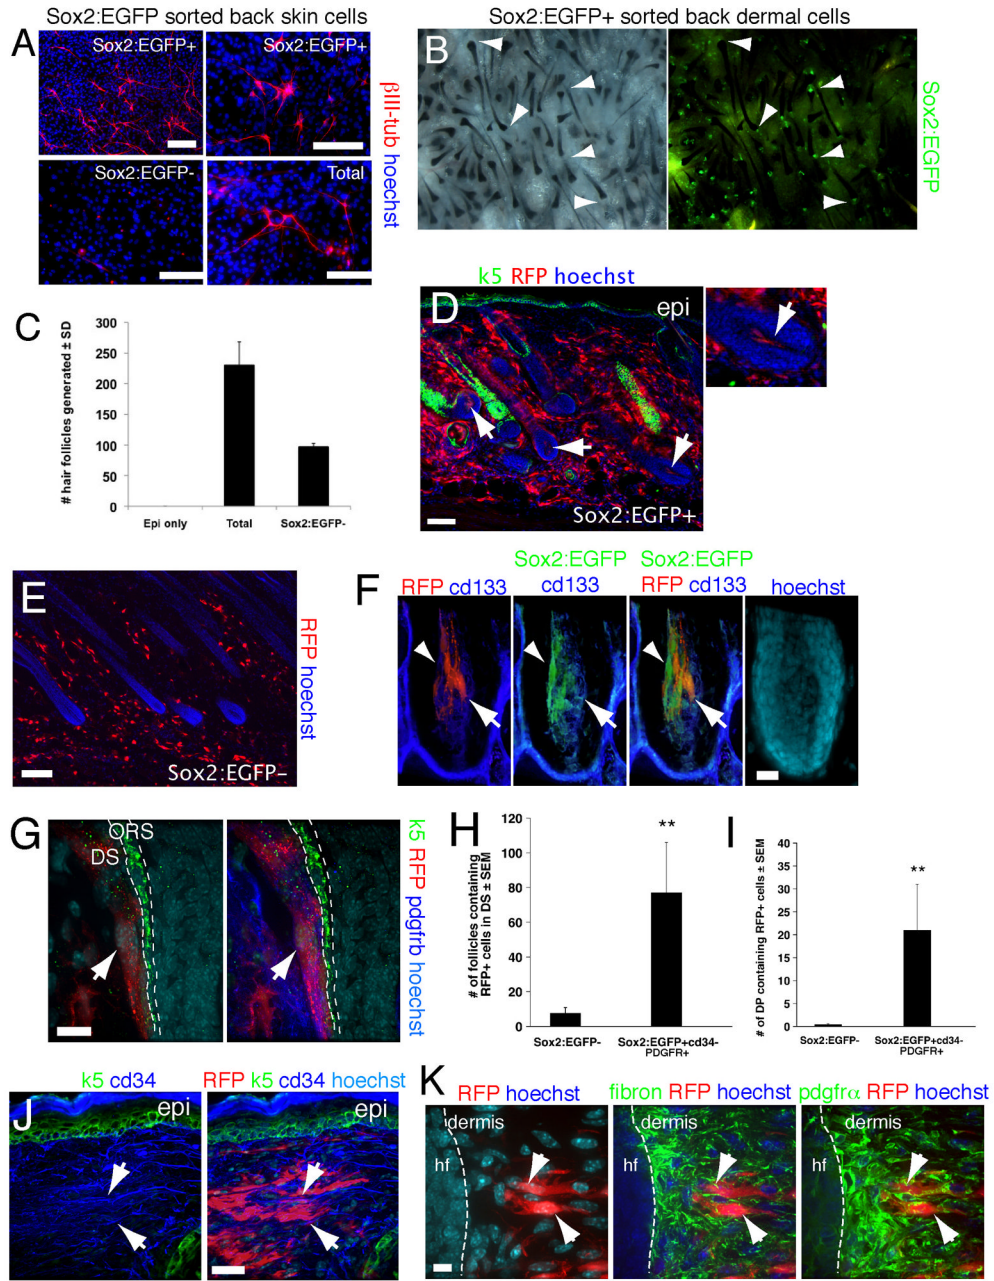 Sox2:EGFP sorted back skin cells
Sox2:EGFP+ sorted back dermal cells
A
Sox2:EGFP+
Sox2:EGFP+
Sox2:EGFP-
Total
βIII-tub hoechst
B
Sox2:EGFP
C
# hair follicles generated ± SD
300
250
200
150
100
50
0
Epi only
Total
Sox2:EGFP-
k5 RFP hoechst
D
epi
Sox2:EGFP+
E
RFP hoechst
Sox2:EGFP–
F
Sox2:EGFP Sox2:EGFP
RFP cd133 cd133 RFP cd133 hoechst
G
ORS
DS
k5 RFP pdgfrb hoechst
H
# of follicles containing
RFP+ cells in DS ± SEM
120
100
80
60
40
20
0
**
Sox2:EGFP-
Sox2:EGFP+cd34-
PDGFR+
I
# of DP containing RFP+ cells ± SEM
40
35
30
25
20
15
10
5
0
**
Sox2:EGFP-
Sox2:EGFP+cd34-
PDGFR+
J
k5 cd34
RFP k5 cd34 hoechst
epi
epi
K
RFP hoechst
fibron RFP hoechst
pdgfrα RFP hoechst
dermis
hf
dermis
hf
dermis
hf